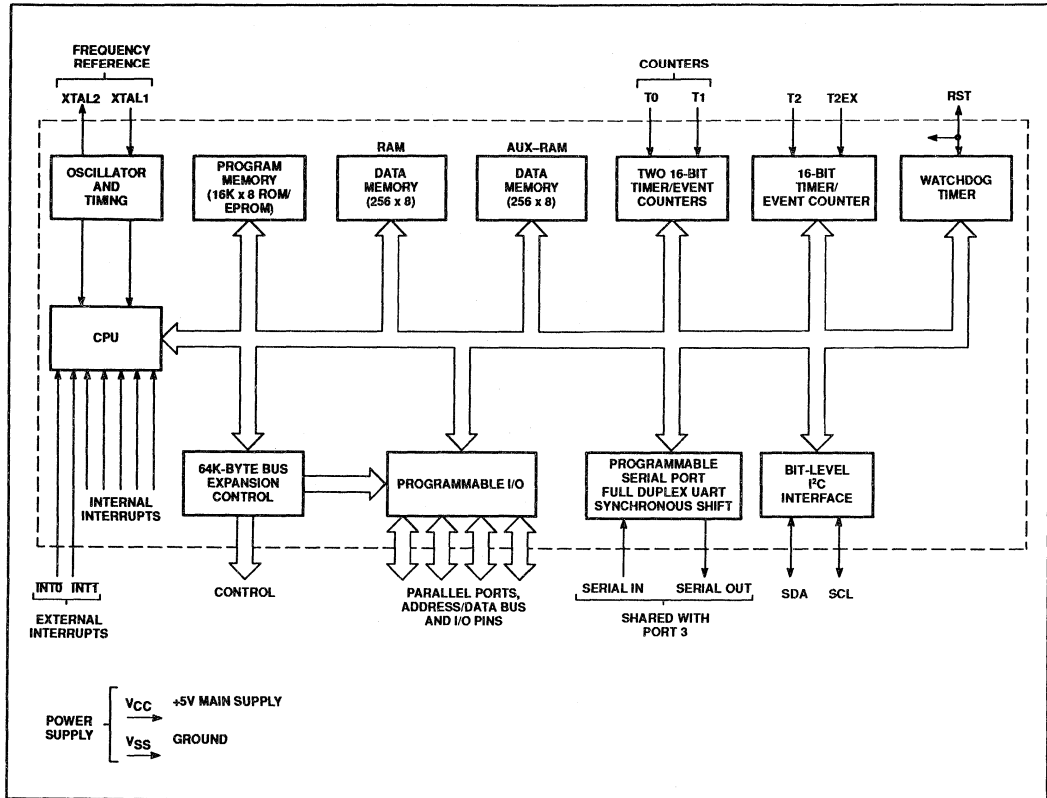 FREQUENCY
REFERENCE
XTAL2 XTAL1
COUNTERS
T0 T1
T2 T2EX
RST
OSCILLATOR
AND
TIMING
PROGRAM
MEMORY
(16K x 8 ROM/
EPROM)
RAM
DATA
MEMORY
(256 x 8)
AUX–RAM
DATA
MEMORY
(256 x 8)
TWO 16-BIT
TIMER/EVENT
COUNTERS
16-BIT
TIMER/
EVENT COUNTER
WATCHDOG
TIMER
CPU
INTERNAL
INTERRUPTS
64K-BYTE BUS
EXPANSION
CONTROL
PROGRAMMABLE I/O
PROGRAMMABLE
SERIAL PORT
FULL DUPLEX UART
SYNCHRONOUS SHIFT
BIT-LEVEL
I²C
INTERFACE
INT0 INT1
EXTERNAL
INTERRUPTS
CONTROL
PARALLEL PORTS,
ADDRESS/DATA BUS
AND I/O PINS
SERIAL IN SERIAL OUT
SHARED WITH
PORT 3
SDA SCL
POWER
SUPPLY
VCC +5V MAIN SUPPLY
VSS GROUND